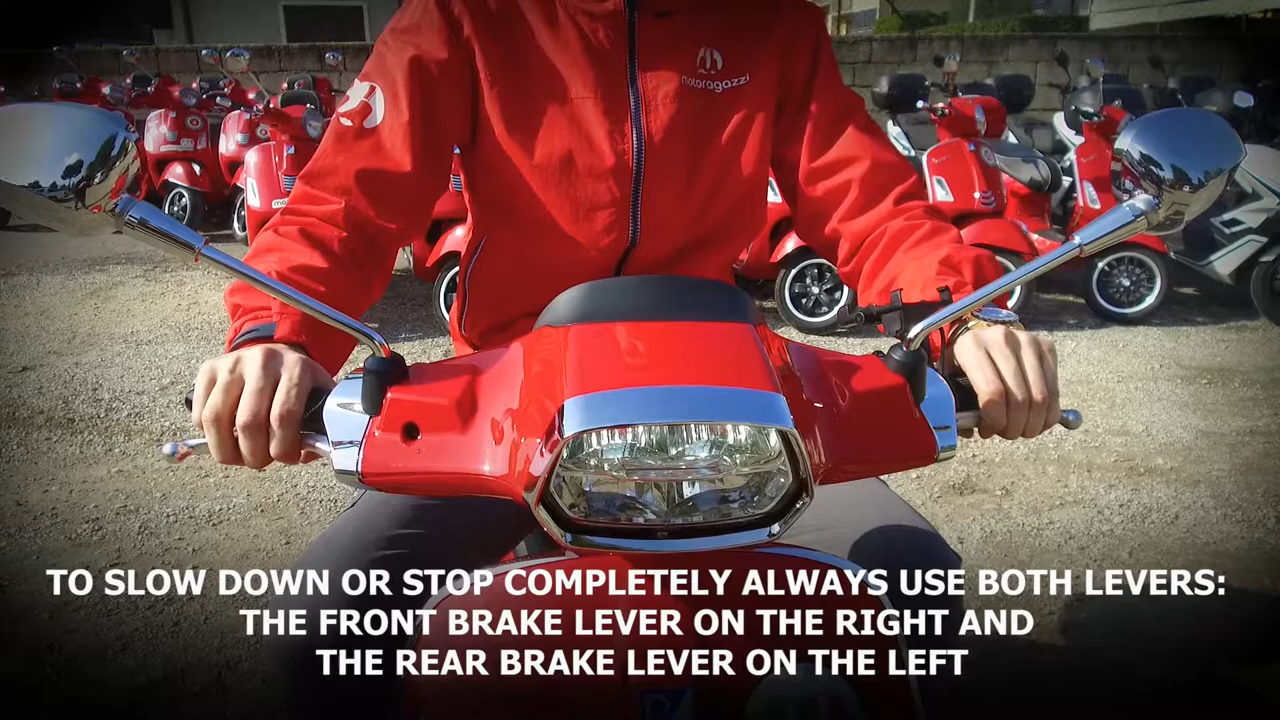 motoragazzi
TO SLOW DOWN OR STOP COMPLETELY ALWAYS USE BOTH LEVERS:
THE FRONT BRAKE LEVER ON THE RIGHT AND
THE REAR BRAKE LEVER ON THE LEFT